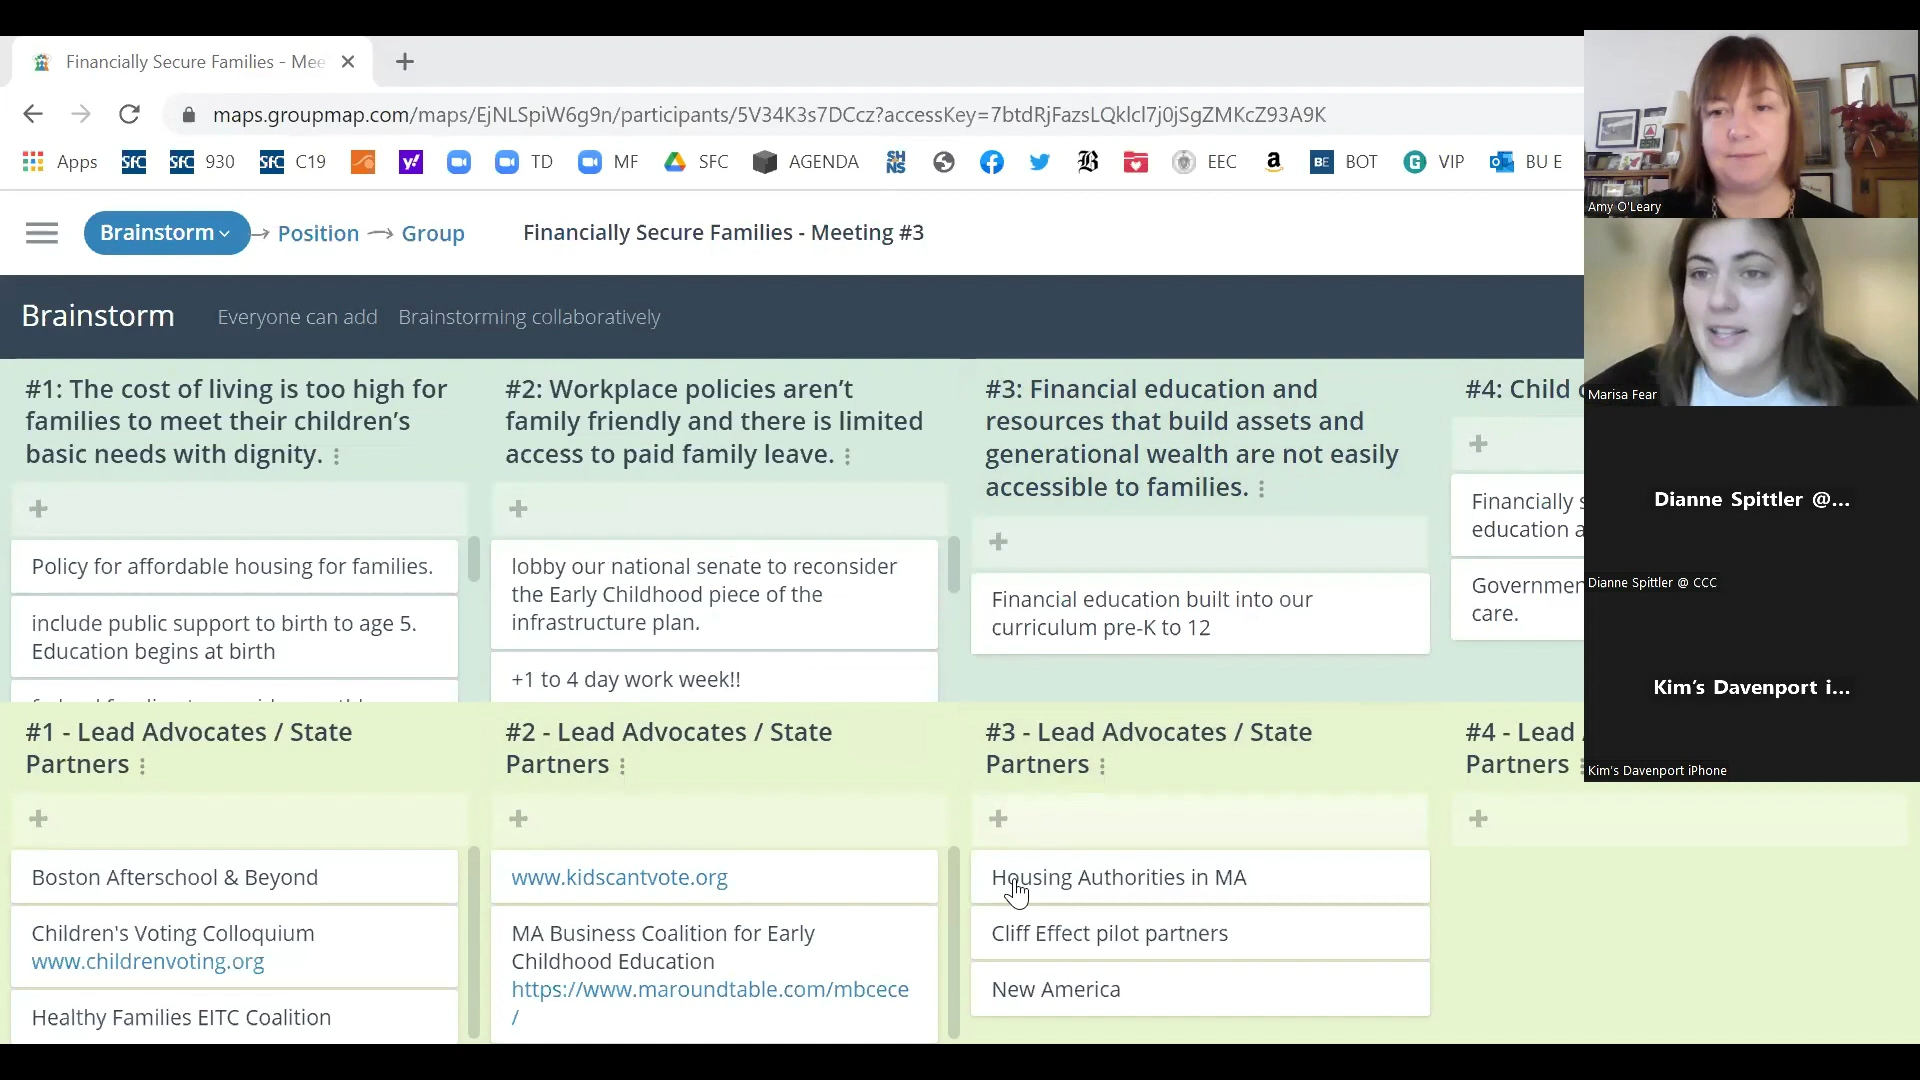 Financially Secure Families - Mee
maps.groupmap.com/maps/EjNLSpiW6g9n/participants/5V34K3s7DCcz?accessKey=7btdRjFazsLQklcl7j0jSgZMKcZ93A9K
Apps SfC SfC 930 SfC C19 y! TD MF SFC AGENDA SHNS B EEC a BE BOT G VIP BU E
Brainstorm Position Group Financially Secure Families - Meeting #3
Brainstorm Everyone can add Brainstorming collaboratively
#1: The cost of living is too high for
families to meet their children's
basic needs with dignity.
Policy for affordable housing for families.
include public support to birth to age 5.
Education begins at birth
#2: Workplace policies aren't
family friendly and there is limited
access to paid family leave.
lobby our national senate to reconsider
the Early Childhood piece of the
infrastructure plan.
+1 to 4 day work week!!
#3: Financial education and
resources that build assets and
generational wealth are not easily
accessible to families.
Financial education built into our
curriculum pre-K to 12
#4: Child
Financially
education
Governmen
care.
#1 - Lead Advocates / State
Partners
Boston Afterschool & Beyond
Children's Voting Colloquium
www.childrenvoting.org
Healthy Families EITC Coalition
#2 - Lead Advocates / State
Partners
www.kidscantvote.org
MA Business Coalition for Early
Childhood Education
https://www.maroundtable.com/mbcece
/
#3 - Lead Advocates / State
Partners
Housing Authorities in MA
Cliff Effect pilot partners
New America
#4 - Lead
Partners
Amy O'Leary
Marisa Fear
Dianne Spittler @...
Dianne Spittler @ CCC
Kim's Davenport i...
Kim's Davenport iPhone